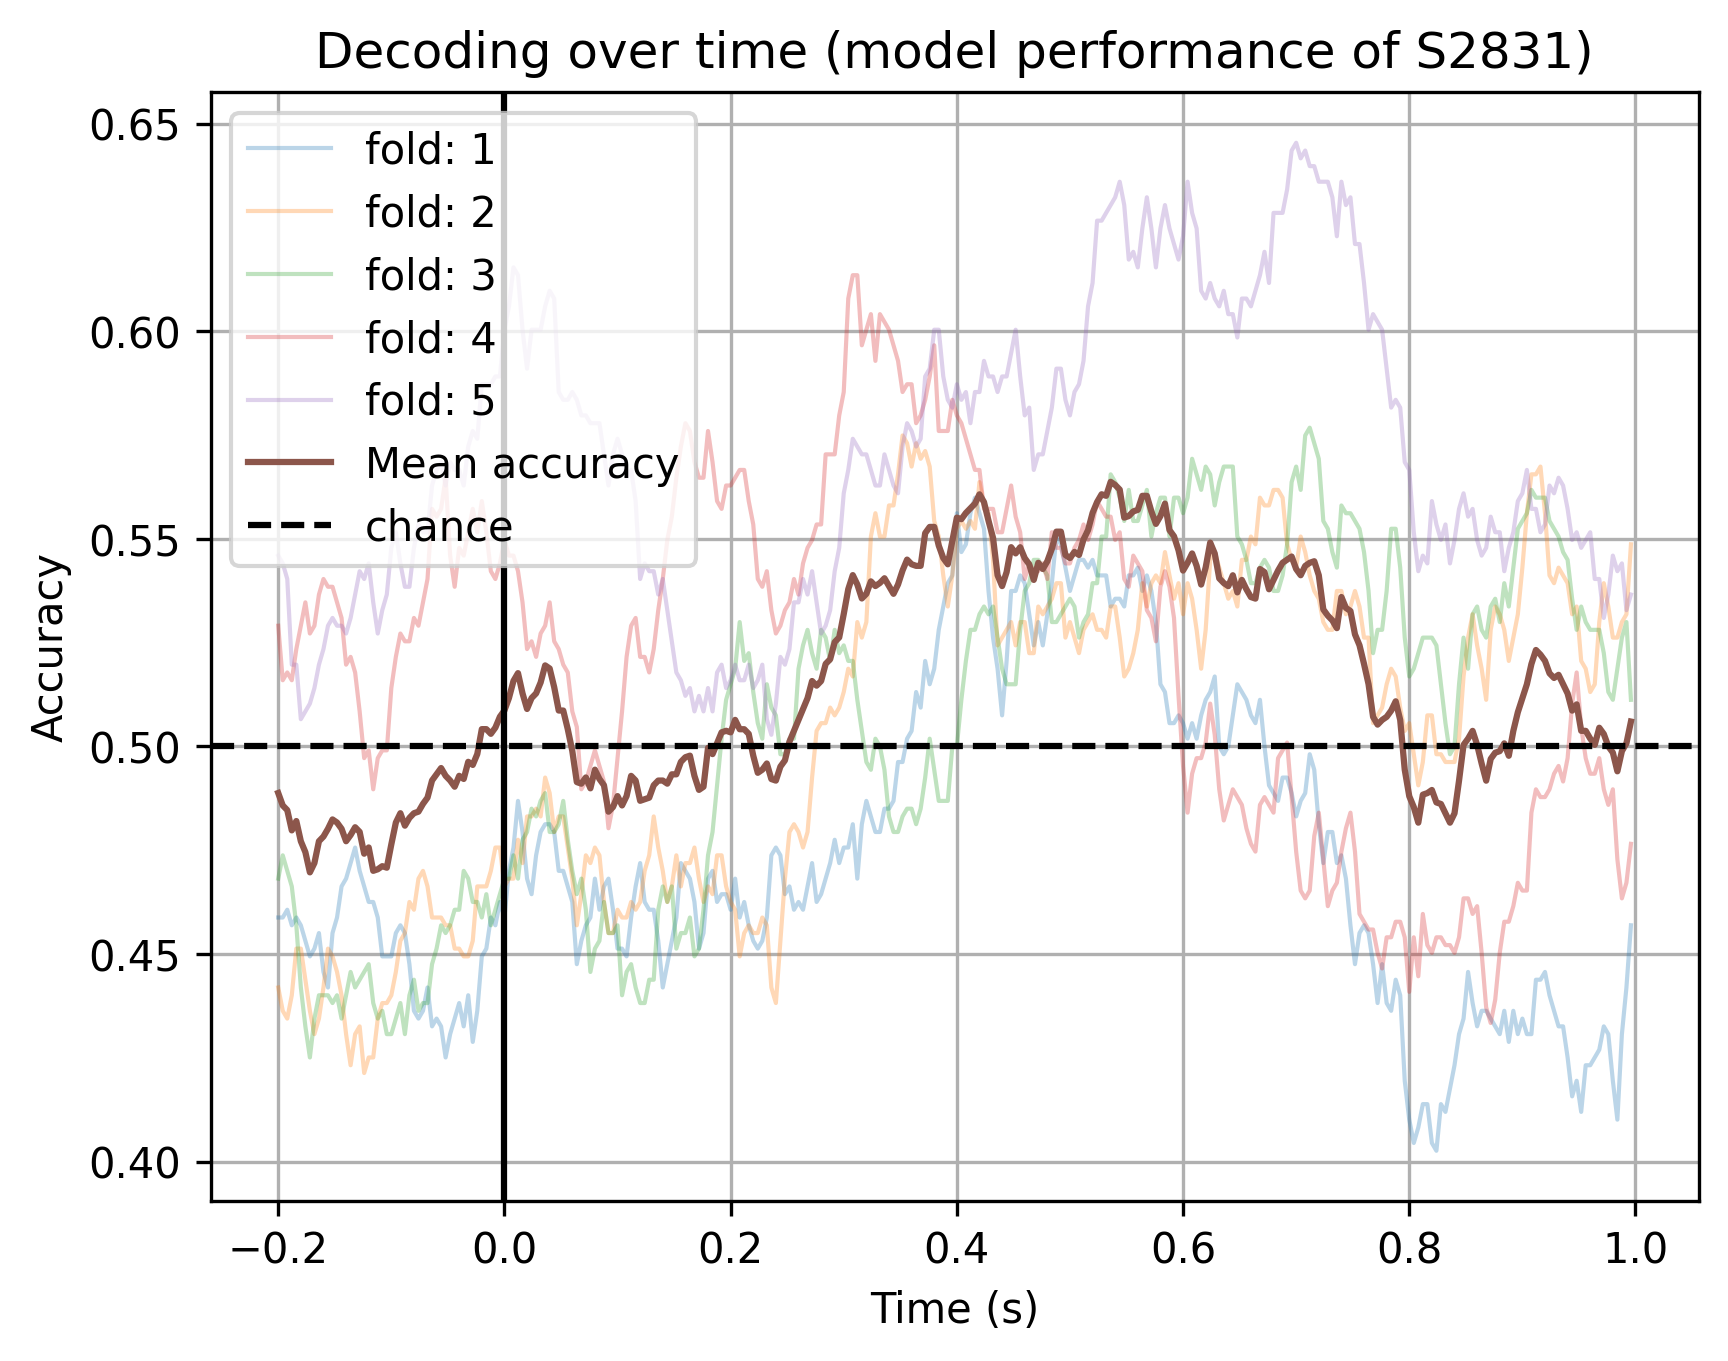 Decoding over time (model performance of S2831)
Accuracy
0.65
0.60
0.55
0.50
0.45
0.40
fold: 1
fold: 2
fold: 3
fold: 4
fold: 5
Mean accuracy
chance
−0.2
0.0
0.2
0.4
0.6
0.8
1.0
Time (s)